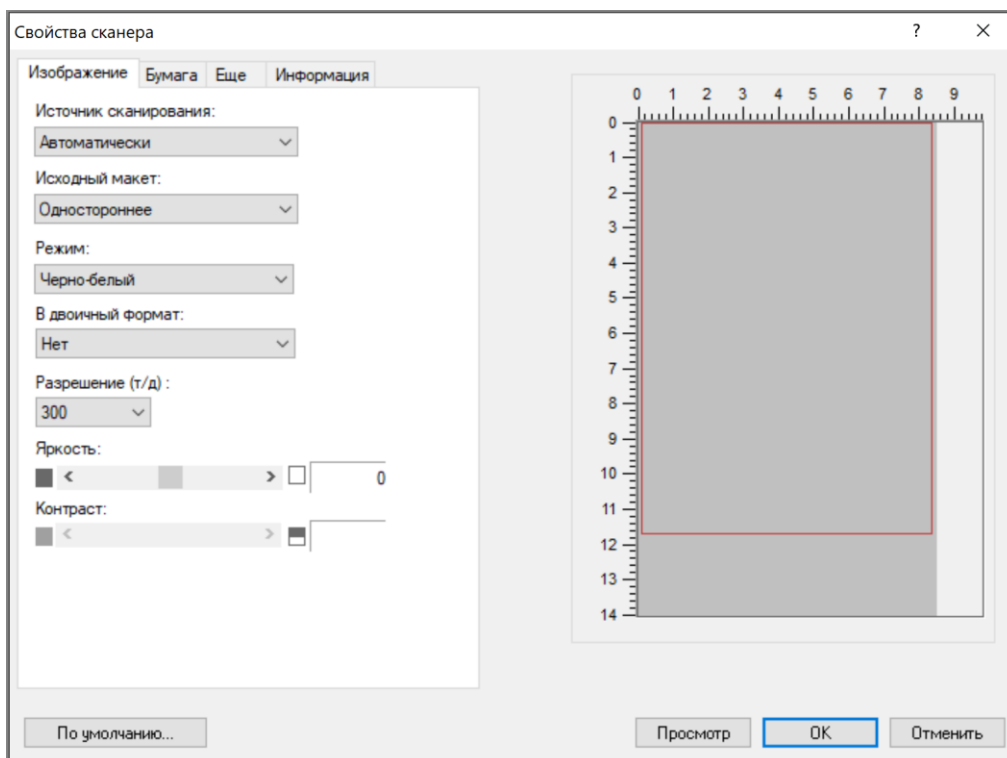 Свойства сканера ? ×
Изображение Бумага Еще Информация
Источник сканирования:
Автоматически
Исходный макет:
Одностороннее
Режим:
Черно-белый
В двоичный формат:
Нет
Разрешение (т/д) :
300
Яркость:
0
Контраст:
0 1 2 3 4 5 6 7 8 9
0
1
2
3
4
5
6
7
8
9
10
11
12
13
14
По умолчанию...
Просмотр OK Отменить